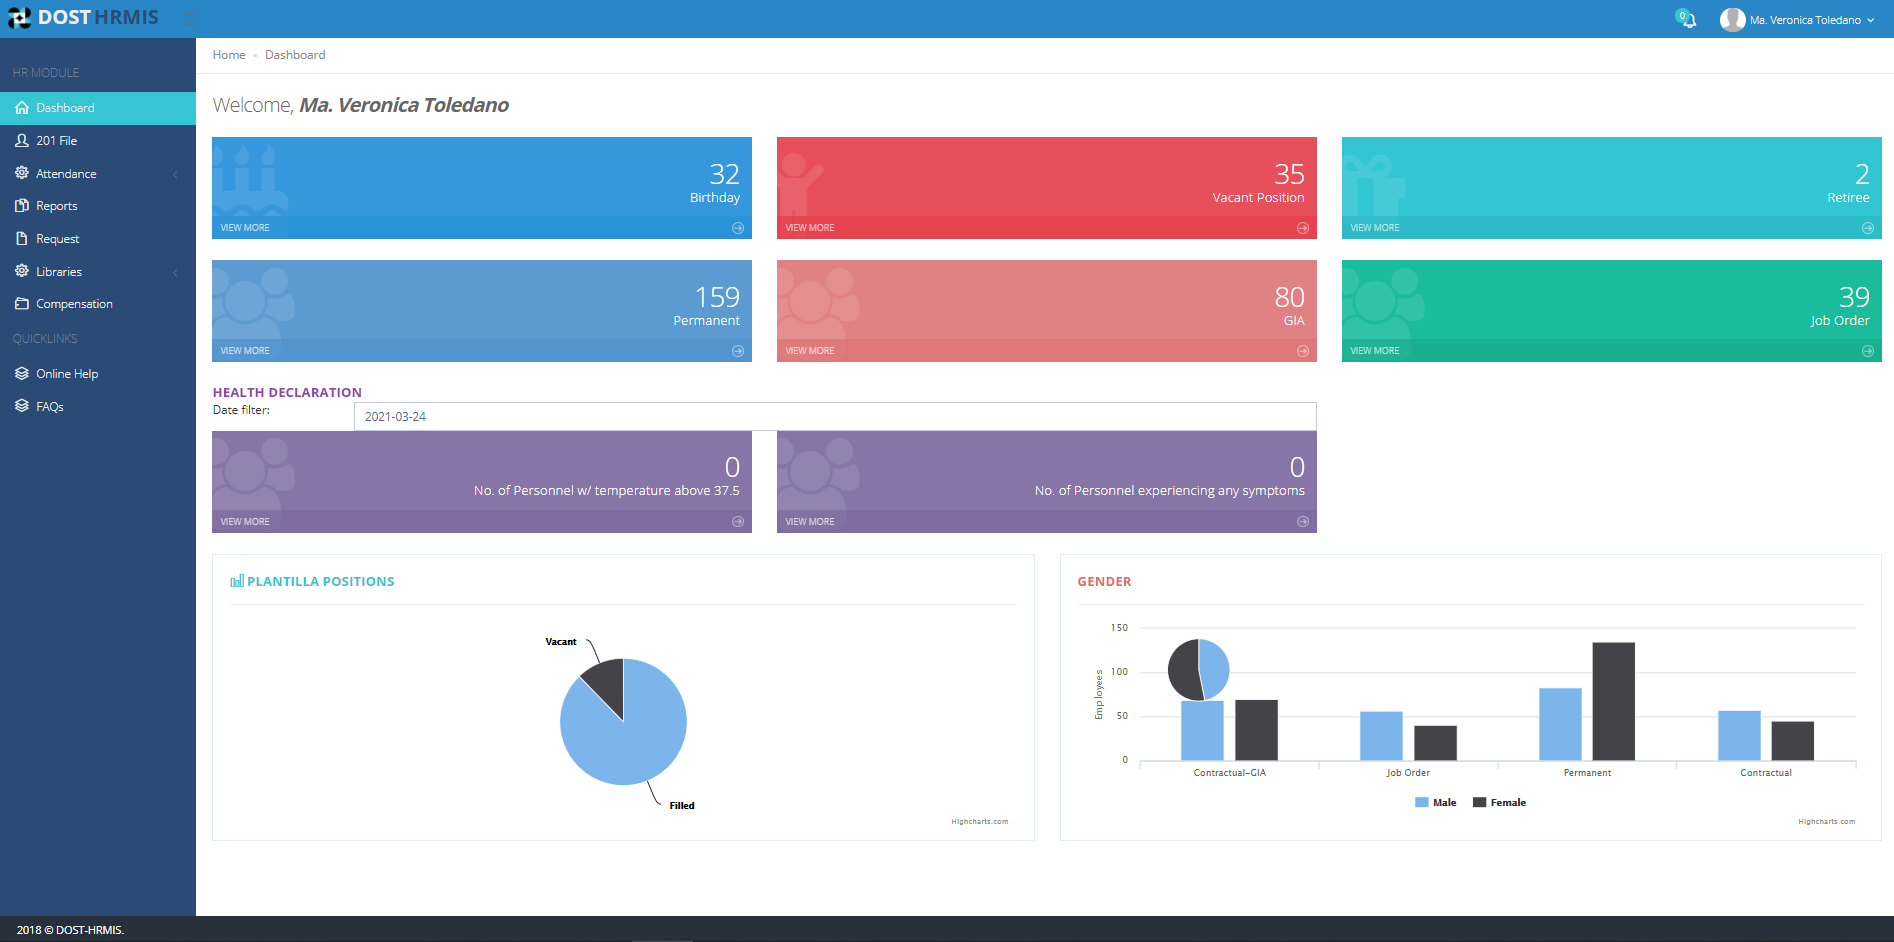 DOST HRMIS
0
Ma. Veronica Toledano
HR MODULE
Dashboard
201 File
Attendance
Reports
Request
Libraries
Compensation
QUICKLINKS
Online Help
FAQs
Home • Dashboard
Welcome, Ma. Veronica Toledano
32
Birthday
VIEW MORE
35
Vacant Position
VIEW MORE
2
Retiree
VIEW MORE
159
Permanent
VIEW MORE
80
GIA
VIEW MORE
39
Job Order
VIEW MORE
HEALTH DECLARATION
Date filter:
2021-03-24
0
No. of Personnel w/ temperature above 37.5
VIEW MORE
0
No. of Personnel experiencing any symptoms
VIEW MORE
PLANTILLA POSITIONS
Vacant
Filled
Highcharts.com
GENDER
Employees
150
100
50
0
Contractual-GIA
Job Order
Permanent
Contractual
Male
Female
Highcharts.com
2018 © DOST-HRMIS.